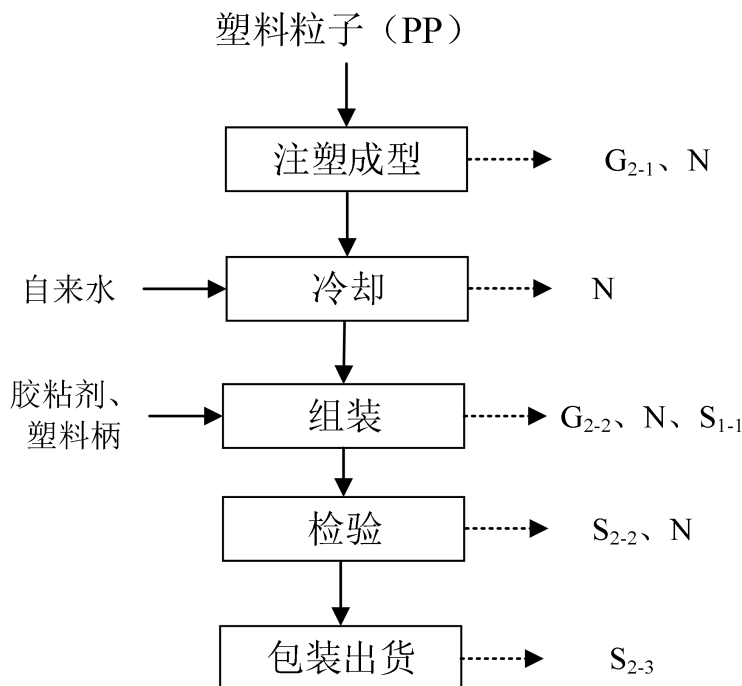 塑料粒子（PP）
注塑成型
G2-1、N
自来水
冷却
N
胶粘剂、
塑料柄
组装
G2-2、N、S1-1
检验
S2-2、N
包装出货
S2-3